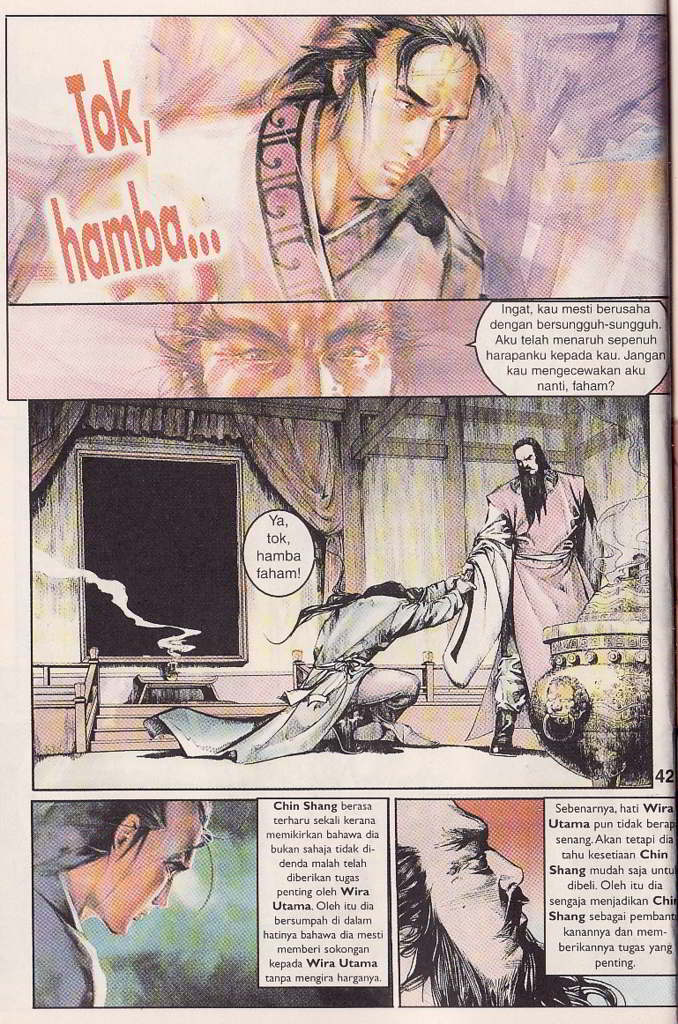 Tok,
hamba...
Ingat, kau mesti berusaha
dengan bersungguh-sungguh.
Aku telah menaruh sepenuh
harapanku kepada kau. Jangan
kau mengecewakan aku
nanti, faham?
Ya,
tok,
hamba
faham!
42
Chin Shang berasa
terharu sekali kerana
memikirkan bahawa dia
bukan sahaja tidak di-
denda malah telah
diberikan tugas
penting oleh Wira
Utama. Oleh itu dia
bersumpah di dalam
hatinya bahawa dia mesti
memberi sokongan
kepada Wira Utama
tanpa mengira harganya.
Sebenarnya, hati Wira
Utama pun tidak berap
senang. Akan tetapi dia
tahu kesetiaan Chin
Shang mudah saja untu
dibeli. Oleh itu dia
sengaja menjadikan Chi
Shang sebagai pembant
kanannya dan mem-
berikannya tugas yang
penting.